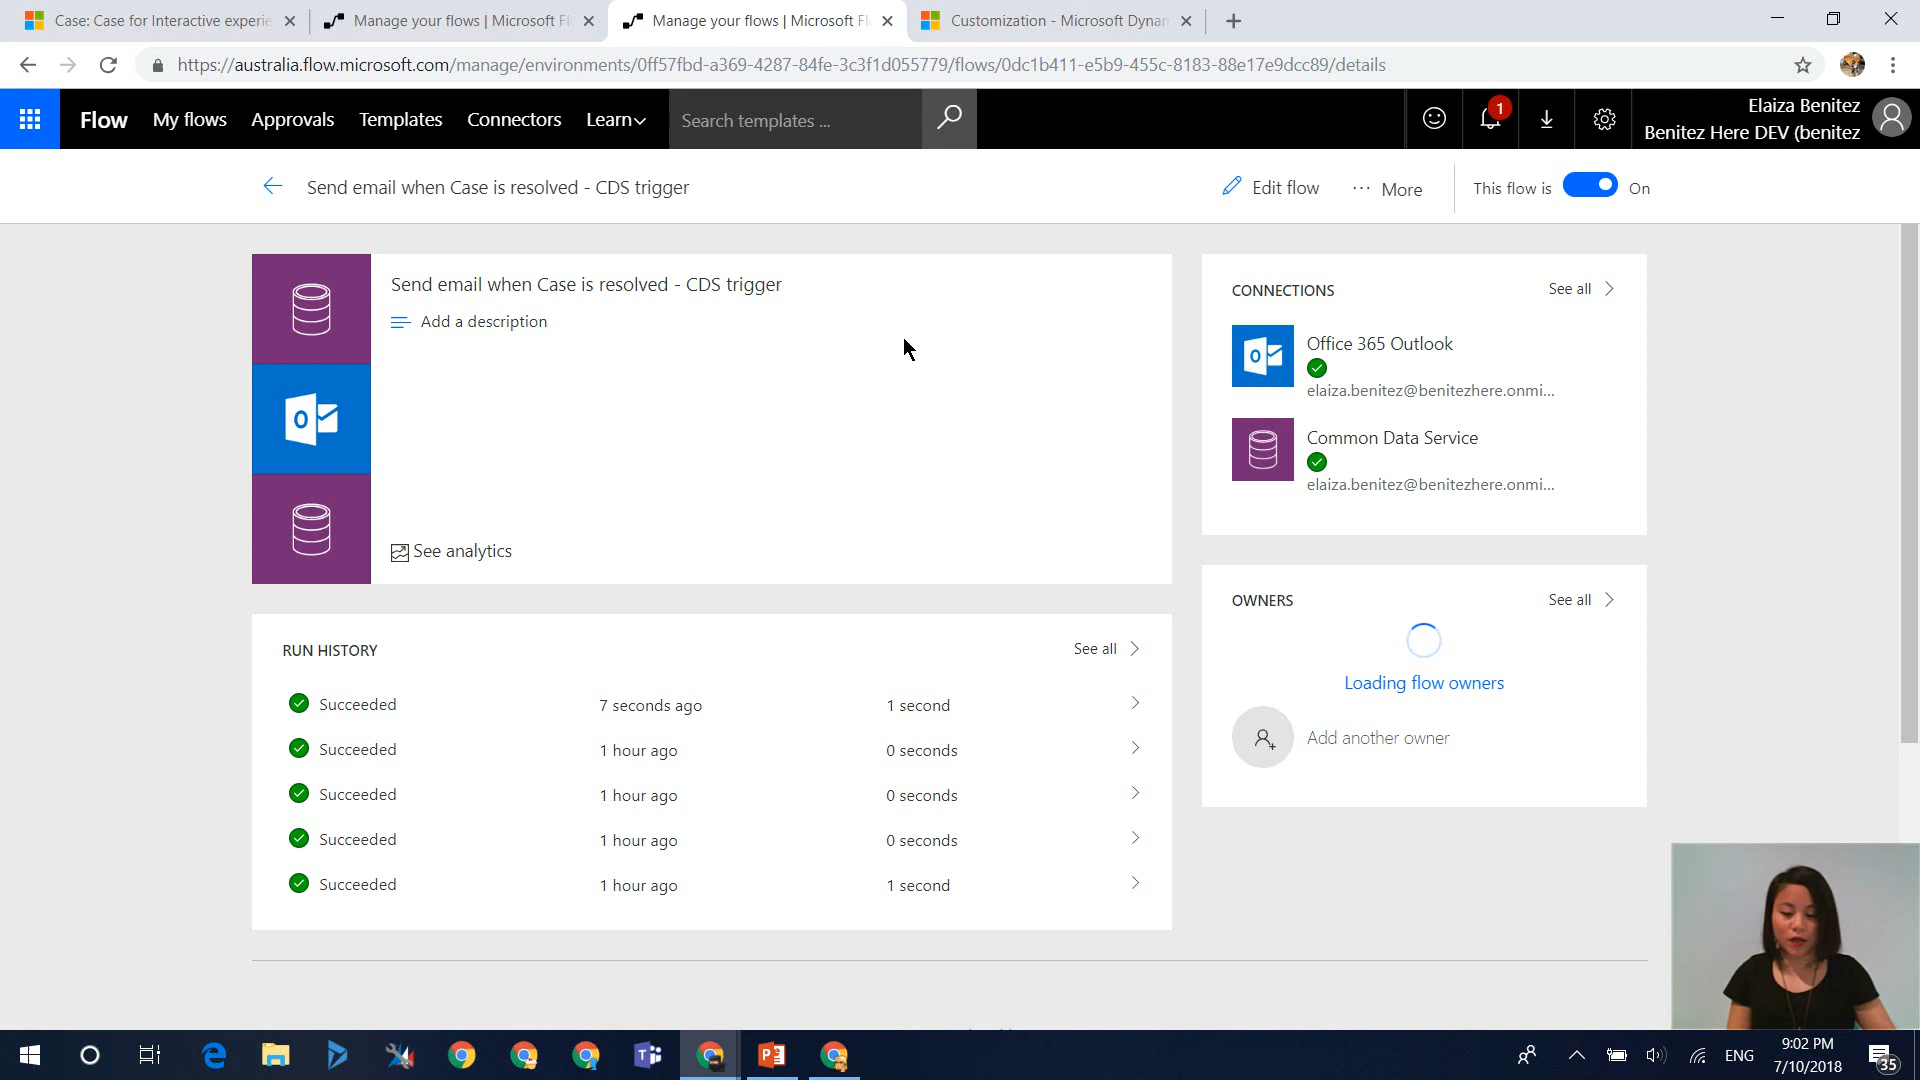 Case: Case for Interactive experie
Manage your flows | Microsoft Fl
Manage your flows | Microsoft Fl
Customization - Microsoft Dynan
https://australia.flow.microsoft.com/manage/environments/0ff57fbd-a369-4287-84fe-3c3f1d055779/flows/0dc1b411-e5b9-455c-8183-88e17e9dcc89/details
Flow
My flows
Approvals
Templates
Connectors
Learn
Search templates ...
1
Elaiza Benitez
Benitez Here DEV (benitez
Send email when Case is resolved - CDS trigger
Edit flow
··· More
This flow is
On
Send email when Case is resolved - CDS trigger
Add a description
See analytics
CONNECTIONS
See all
Office 365 Outlook
elaiza.benitez@benitezhere.onmi...
Common Data Service
elaiza.benitez@benitezhere.onmi...
OWNERS
See all
Loading flow owners
Add another owner
RUN HISTORY
See all
Succeeded 7 seconds ago 1 second
Succeeded 1 hour ago 0 seconds
Succeeded 1 hour ago 0 seconds
Succeeded 1 hour ago 0 seconds
Succeeded 1 hour ago 1 second
ENG
9:02 PM
7/10/2018
35